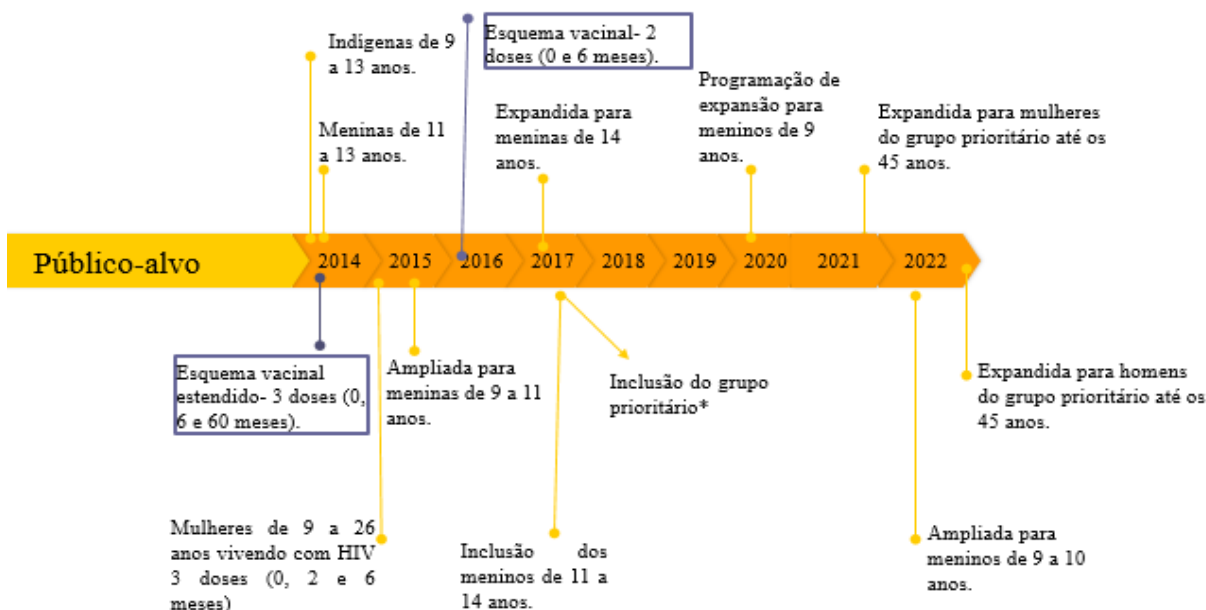 Indígenas de 9
a 13 anos.
Esquema vacinal- 2
doses (0 e 6 meses).
Meninas de 11
a 13 anos.
Expandida para
meninas de 14
anos.
Programação de
expansão para
meninos de 9
anos.
Expandida para mulheres
do grupo prioritário até os
45 anos.
Público-alvo
2014
2015
2016
2017
2018
2019
2020
2021
2022
Esquema vacinal
estendido- 3 doses (0,
6 e 60 meses).
Ampliada para
meninas de 9 a 11
anos.
Inclusão do grupo
prioritário*
Expandida para homens
do grupo prioritário até os
45 anos.
Mulheres de 9 a 26
anos vivendo com HIV
3 doses (0, 2 e 6
meses)
Inclusão dos
meninos de 11 a
14 anos.
Ampliada para
meninos de 9 a 10
anos.